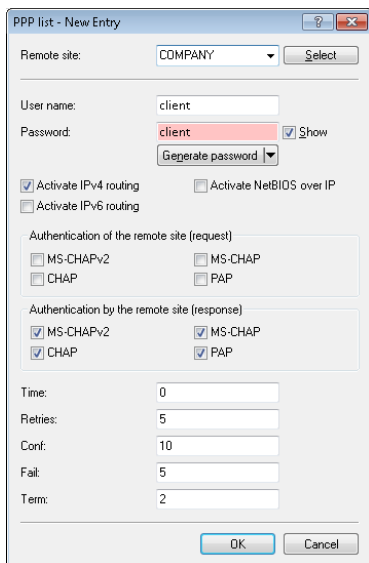 PPP list - New Entry
Remote site: COMPANY Select
User name: client
Password: client Show
Generate password
Activate IPv4 routing Activate NetBIOS over IP
Activate IPv6 routing
Authentication of the remote site (request)
MS-CHAPv2 MS-CHAP
CHAP PAP
Authentication by the remote site (response)
MS-CHAPv2 MS-CHAP
CHAP PAP
Time: 0
Retries: 5
Conf: 10
Fail: 5
Term: 2
OK Cancel